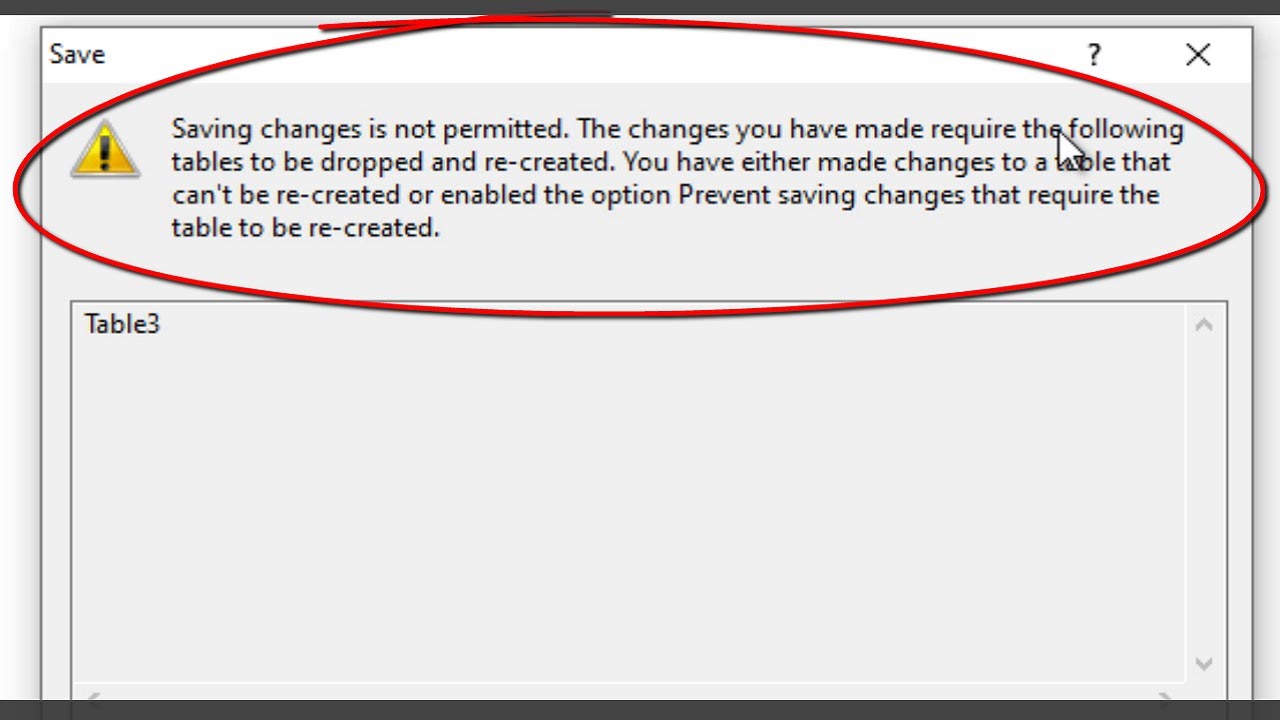 Save
Saving changes is not permitted. The changes you have made require the following
tables to be dropped and re-created. You have either made changes to a table that
can't be re-created or enabled the option Prevent saving changes that require the
table to be re-created.
Table3